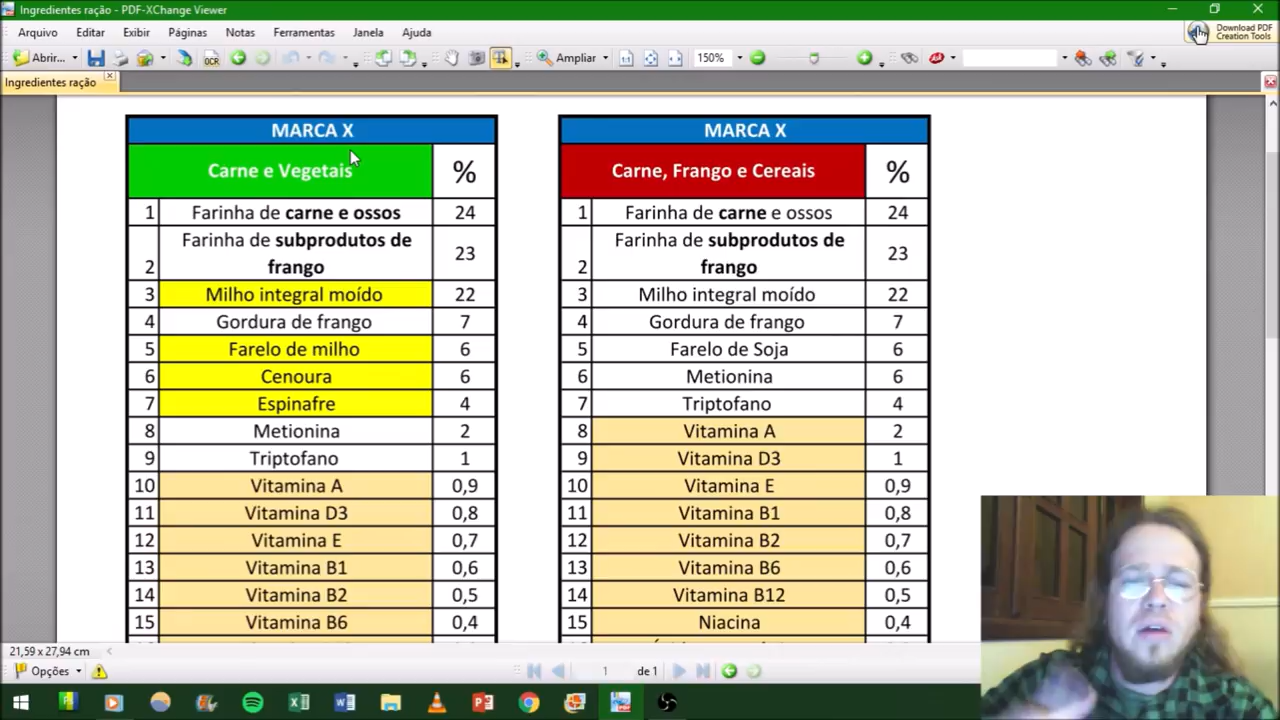 Ingredientes ração - PDF-XChange Viewer
Arquivo Editar Exibir Páginas Notas Ferramentas Janela Ajuda
Download PDF
Creation Tools
Abrir... OCR Ampliar 150%
Ingredientes ração
MARCA X
Carne e Vegetais %
1 Farinha de carne e ossos 24
2 Farinha de subprodutos de
frango 23
3 Milho integral moído 22
4 Gordura de frango 7
5 Farelo de milho 6
6 Cenoura 6
7 Espinafre 4
8 Metionina 2
9 Triptofano 1
10 Vitamina A 0,9
11 Vitamina D3 0,8
12 Vitamina E 0,7
13 Vitamina B1 0,6
14 Vitamina B2 0,5
15 Vitamina B6 0,4
MARCA X
Carne, Frango e Cereais %
1 Farinha de carne e ossos 24
2 Farinha de subprodutos de
frango 23
3 Milho integral moído 22
4 Gordura de frango 7
5 Farelo de Soja 6
6 Metionina 6
7 Triptofano 4
8 Vitamina A 2
9 Vitamina D3 1
10 Vitamina E 0,9
11 Vitamina B1 0,8
12 Vitamina B2 0,7
13 Vitamina B6 0,6
14 Vitamina B12 0,5
15 Niacina 0,4
21,59 x 27,94 cm
Opções 1 de 1